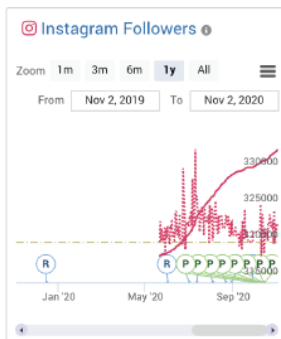 Instagram Followers
Zoom 1m 3m 6m 1y All
From Nov 2, 2019 To Nov 2, 2020
330000
325000
315000
R R P P P P P P P P
Jan '20 May '20 Sep '20